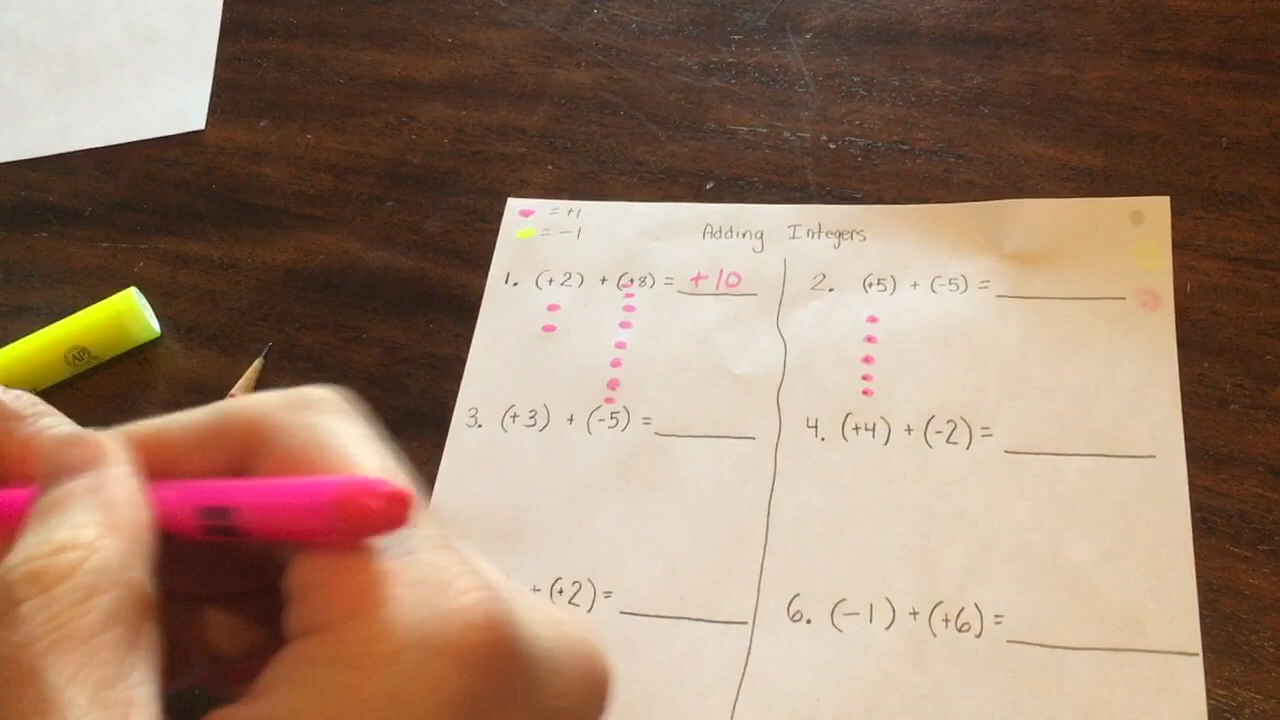 = +1
= -1
Adding Integers
1. (+2) + (+8) = +10
2. (+5) + (-5) =
3. (+3) + (-5) =
4. (+4) + (-2) =
+ (+2) =
6. (-1) + (+6) =
AP